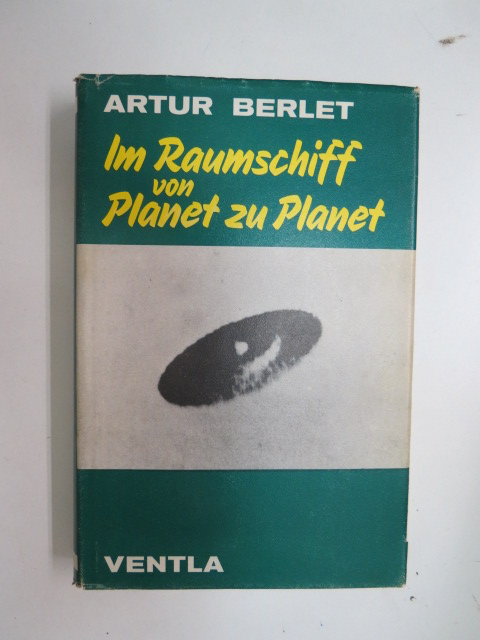 ARTUR BERLET
Im Raumschiff
von
Planet zu Planet
VENTLA